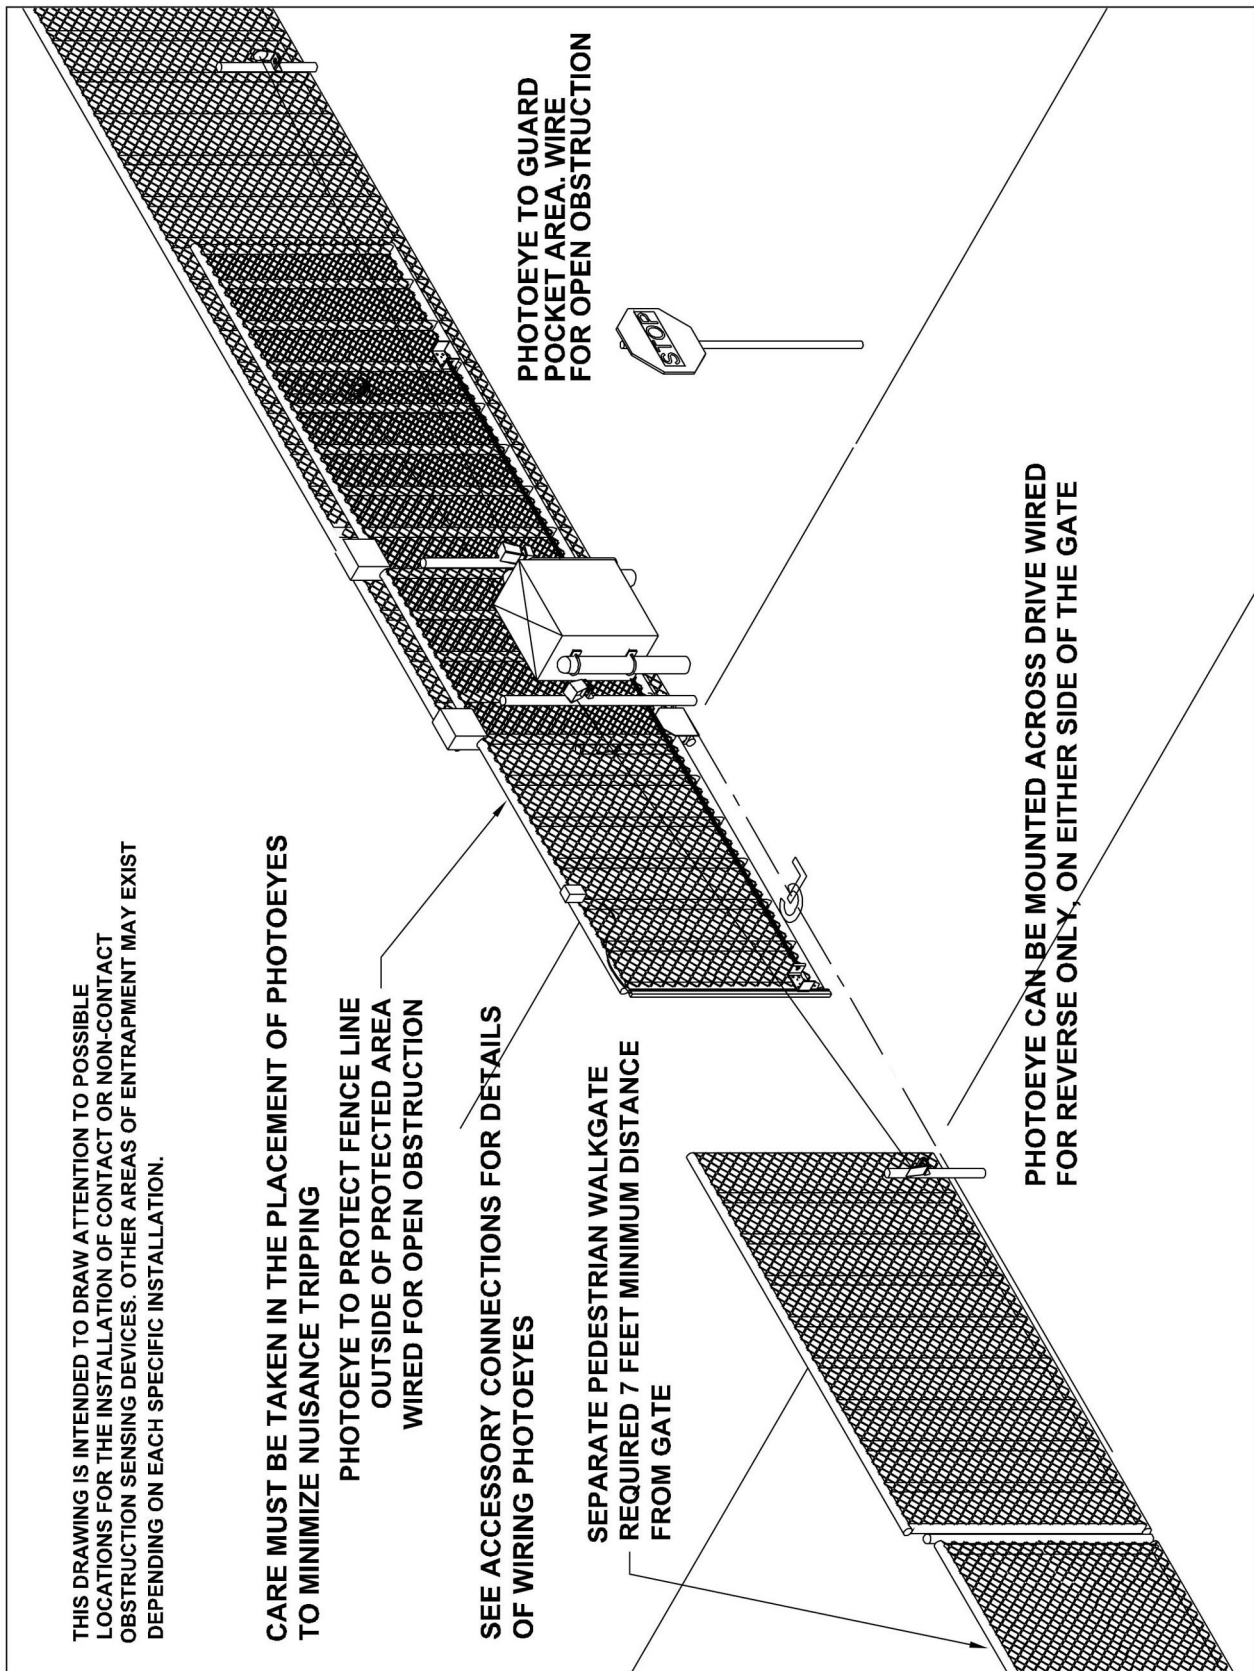 THIS DRAWING IS INTENDED TO DRAW ATTENTION TO POSSIBLE
LOCATIONS FOR THE INSTALLATION OF CONTACT OR NON-CONTACT
OBSTRUCTION SENSING DEVICES. OTHER AREAS OF ENTRAPMENT MAY EXIST
DEPENDING ON EACH SPECIFIC INSTALLATION.
CARE MUST BE TAKEN IN THE PLACEMENT OF PHOTOEYES
TO MINIMIZE NUISANCE TRIPPING
PHOTOEYE TO PROTECT FENCE LINE
OUTSIDE OF PROTECTED AREA
WIRED FOR OPEN OBSTRUCTION
SEE ACCESSORY CONNECTIONS FOR DETAILS
OF WIRING PHOTOEYES
SEPARATE PEDESTRIAN WALKGATE
REQUIRED 7 FEET MINIMUM DISTANCE
FROM GATE
PHOTOEYE TO GUARD
POCKET AREA. WIRE
FOR OPEN OBSTRUCTION
STOP
PHOTOEYE CAN BE MOUNTED ACROSS DRIVE WIRED
FOR REVERSE ONLY, ON EITHER SIDE OF THE GATE